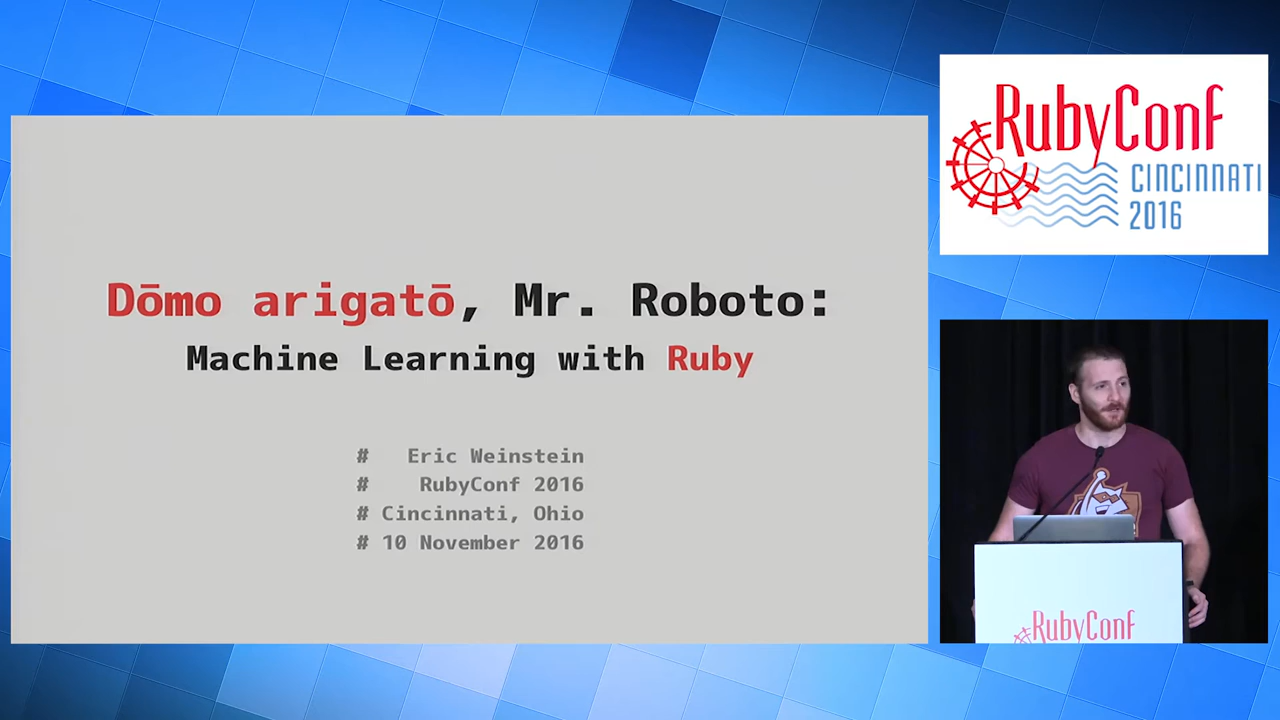 Dōmo arigatō, Mr. Roboto:
Machine Learning with Ruby
# Eric Weinstein
# RubyConf 2016
# Cincinnati, Ohio
# 10 November 2016
RubyConf
CINCINNATI
2016
RubyConf